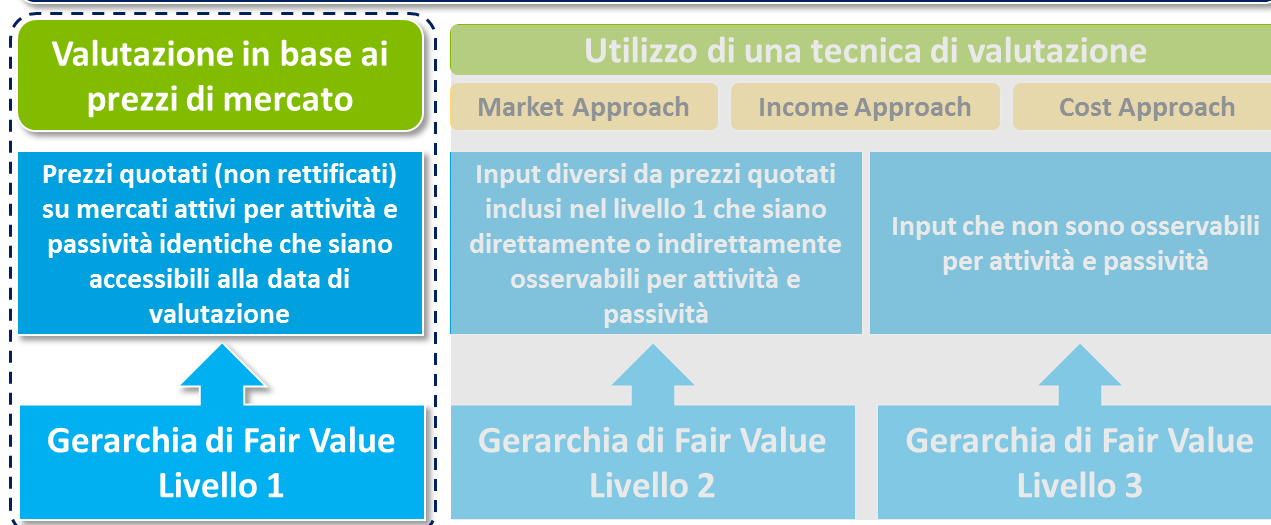 Valutazione in base ai
prezzi di mercato
Utilizzo di una tecnica di valutazione
Market Approach
Income Approach
Cost Approach
Prezzi quotati (non rettificati)
su mercati attivi per attività e
passività identiche che siano
accessibili alla data di
valutazione
Input diversi da prezzi quotati
inclusi nel livello 1 che siano
direttamente o indirettamente
osservabili per attività e
passività
Input che non sono osservabili
per attività e passività
Gerarchia di Fair Value
Livello 1
Gerarchia di Fair Value
Livello 2
Gerarchia di Fair Value
Livello 3